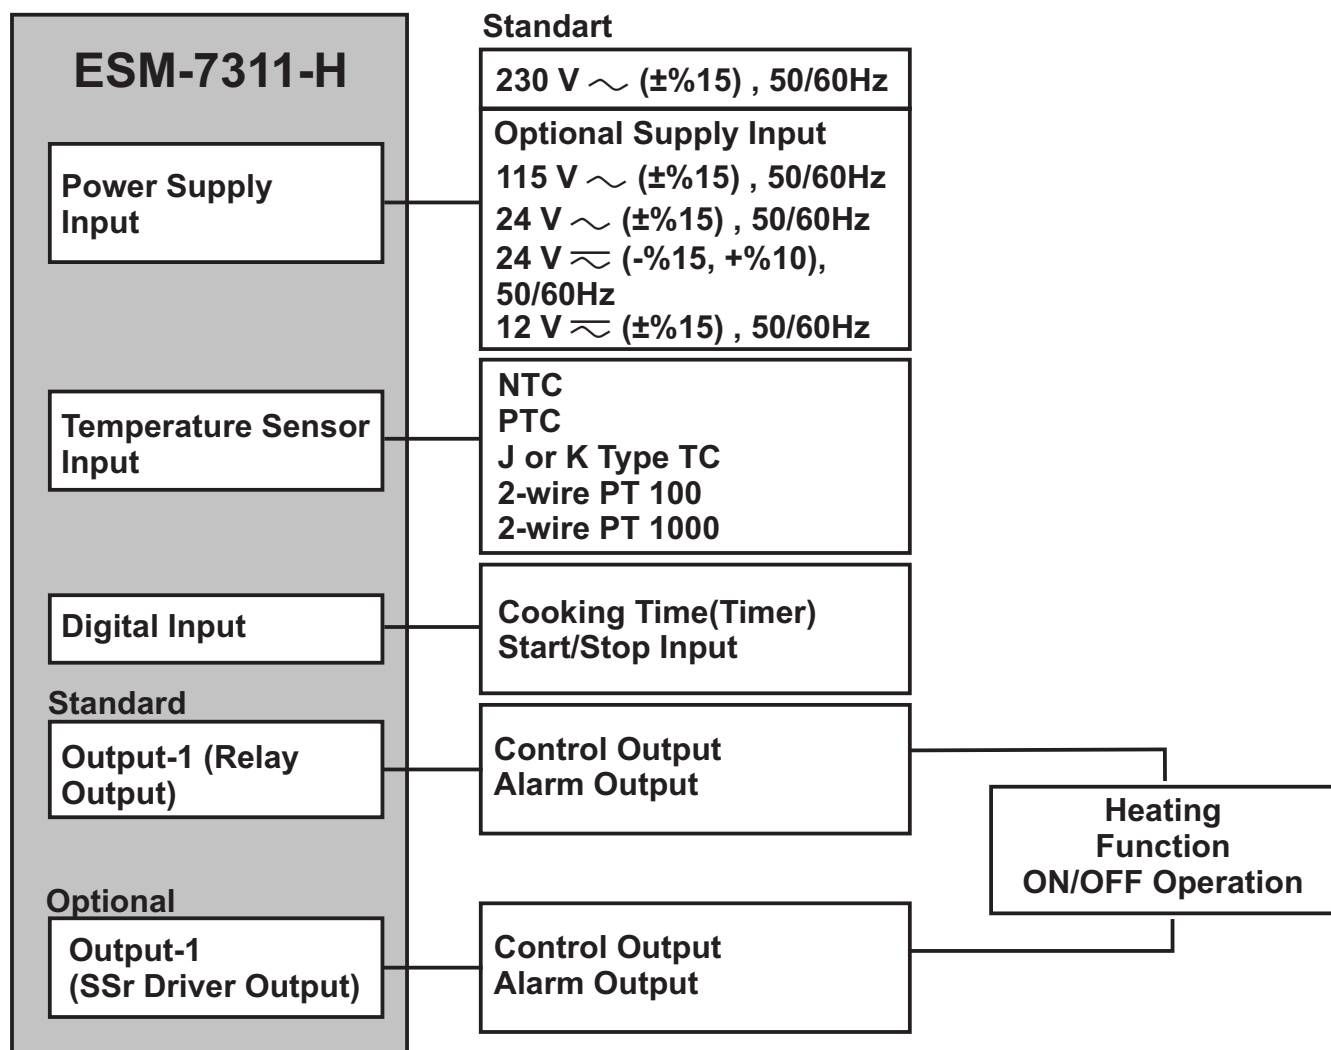 ESM-7311-H
Standart
230 V ～ (±%15) , 50/60Hz
Power Supply
Input
Optional Supply Input
115 V ～ (±%15) , 50/60Hz
24 V ～ (±%15) , 50/60Hz
24 V ⏦ (-%15, +%10),
50/60Hz
12 V ⏦ (±%15) , 50/60Hz
Temperature Sensor
Input
NTC
PTC
J or K Type TC
2-wire PT 100
2-wire PT 1000
Digital Input
Cooking Time(Timer)
Start/Stop Input
Standard
Output-1 (Relay
Output)
Control Output
Alarm Output
Heating
Function
ON/OFF Operation
Optional
Output-1
(SSr Driver Output)
Control Output
Alarm Output